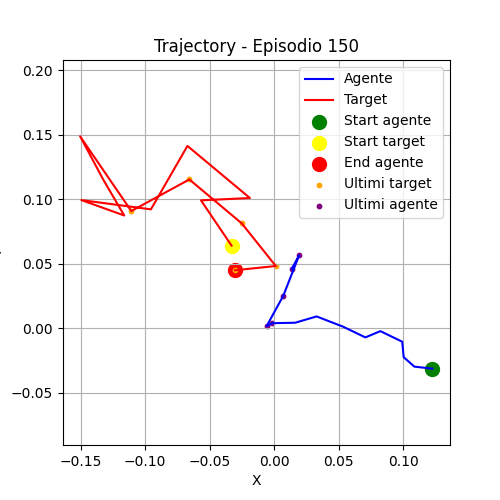 Trajectory - Episodio 150
0.20
0.15
0.10
0.05
0.00
−0.05
−0.15
−0.10
−0.05
0.00
0.05
0.10
X
Agente
Target
Start agente
Start target
End agente
Ultimi target
Ultimi agente